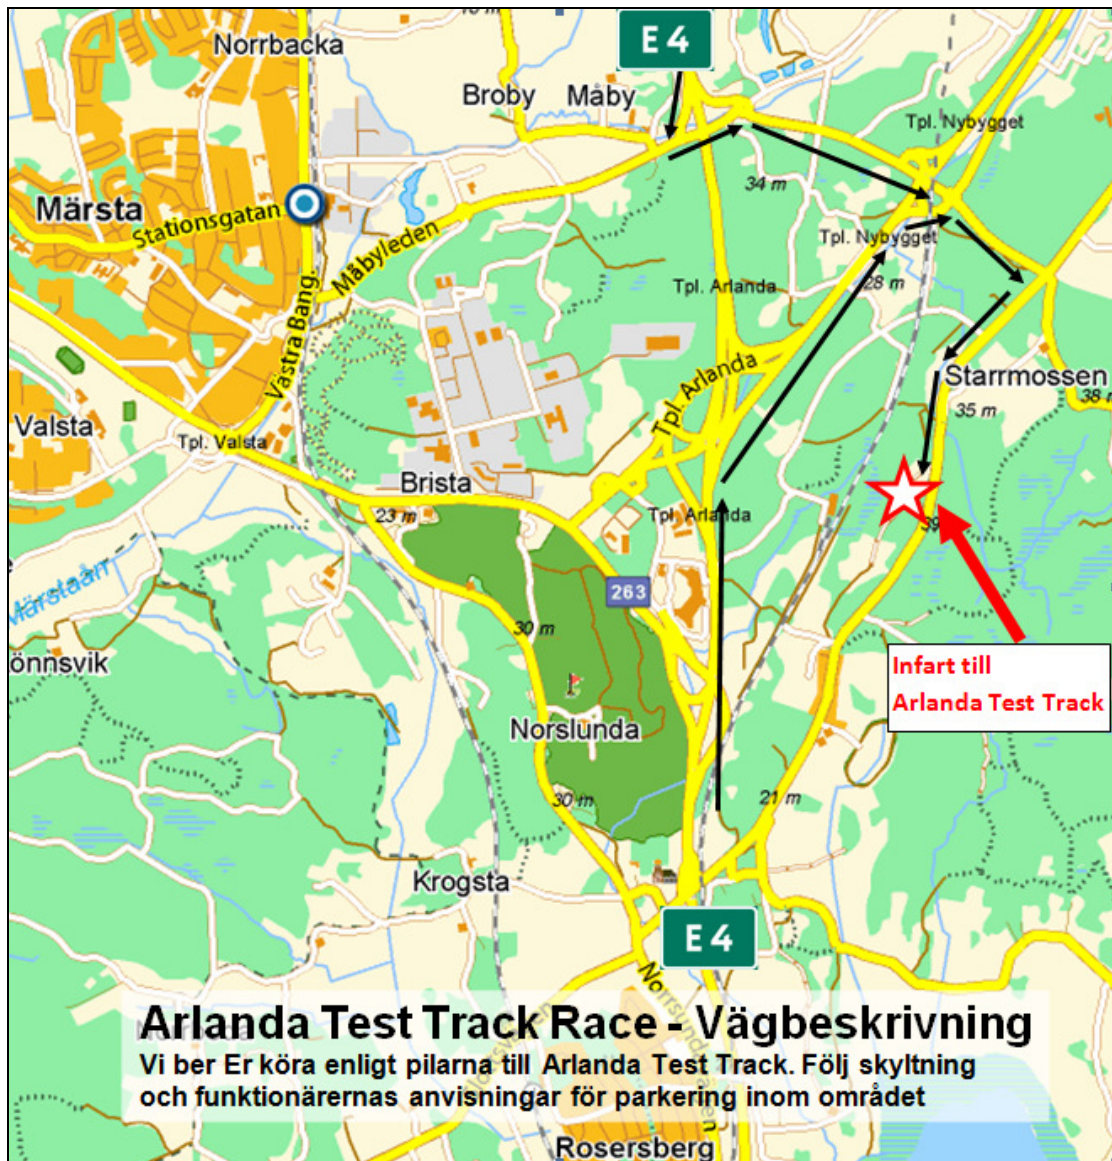 Norrbacka
E 4
Broby
Måby
Tpl. Nybygget
34 m
Märsta
Stationsgatan
Måbyleden
Tpl. Nybygget
28 m
Tpl. Arlanda
Västra Bang.
Tpl. Arlanda
Starrmossen
35 m
38 m
Valsta
Tpl. Valsta
Brista
23 m
Tpl. Arlanda
39
Märstaån
263
30 m
önnsvik
Infart till
Arlanda Test Track
Norslunda
30 m
21 m
Krogsta
E 4
Arlanda Test Track Race - Vägbeskrivning
Vi ber Er köra enligt pilarna till Arlanda Test Track. Följ skyltning
och funktionärernas anvisningar för parkering inom området
Rosersberg